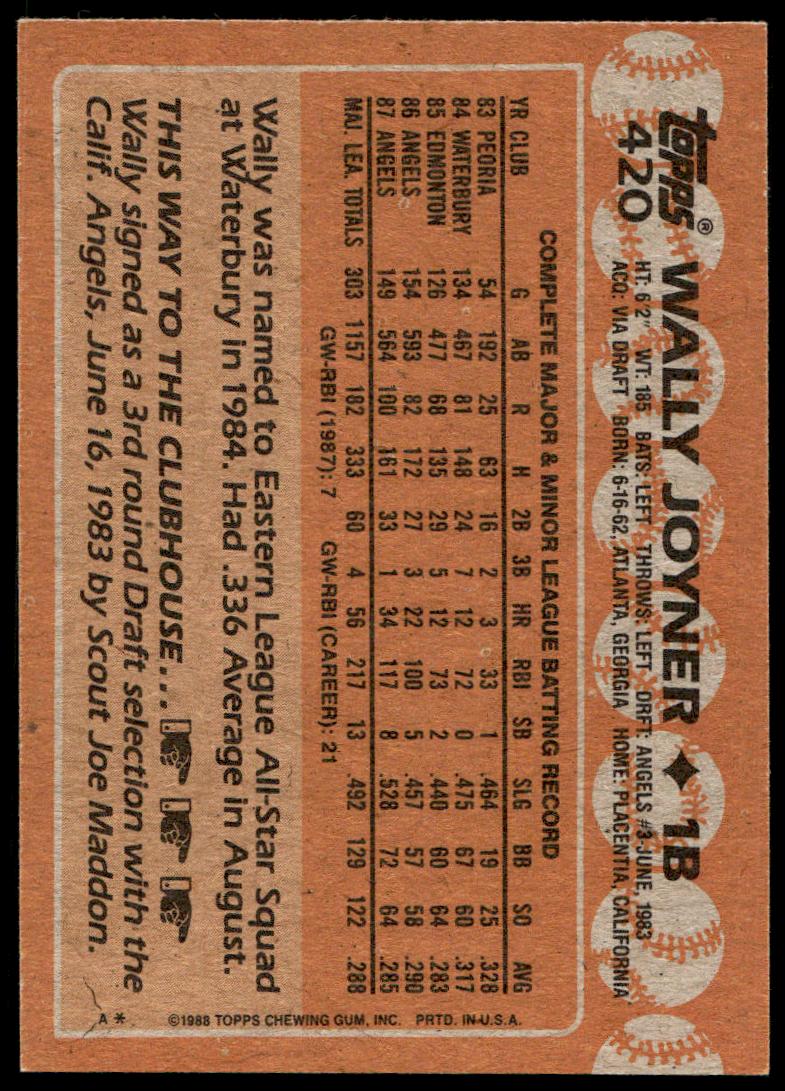 topps® WALLY JOYNER ◆ 1B
420 HT: 6'2" WT: 185 BATS: LEFT THROWS: LEFT DRFT: ANGELS #3-JUNE, 1983
ACQ: VIA DRAFT BORN: 6-16-62, ATLANTA, GEORGIA HOME: PLACENTIA, CALIFORNIA
COMPLETE MAJOR & MINOR LEAGUE BATTING RECORD
YR CLUB G AB R H 2B 3B HR RBI SB SLG BB SO AVG
83 PEORIA 54 192 25 63 16 2 3 33 1 .464 19 25 .328
84 WATERBURY 134 467 81 148 24 7 12 72 0 .475 67 60 .317
85 EDMONTON 126 477 68 135 29 5 12 73 2 .440 60 64 .283
86 ANGELS 154 593 82 172 27 3 22 100 5 .457 57 58 .290
87 ANGELS 149 564 100 161 33 1 34 117 8 .528 72 64 .285
MAJ. LEA. TOTALS 303 1157 182 333 60 4 56 217 13 .492 129 122 .288
GW-RBI (1987): 7 GW-RBI (CAREER): 21
Wally was named to Eastern League All-Star Squad
at Waterbury in 1984. Had .336 Average in August.
THIS WAY TO THE CLUBHOUSE...
Wally signed as a 3rd round Draft selection with the
Calif. Angels, June 16, 1983 by Scout Joe Maddon.
©1988 TOPPS CHEWING GUM, INC. PRTD. IN U.S.A.
A *